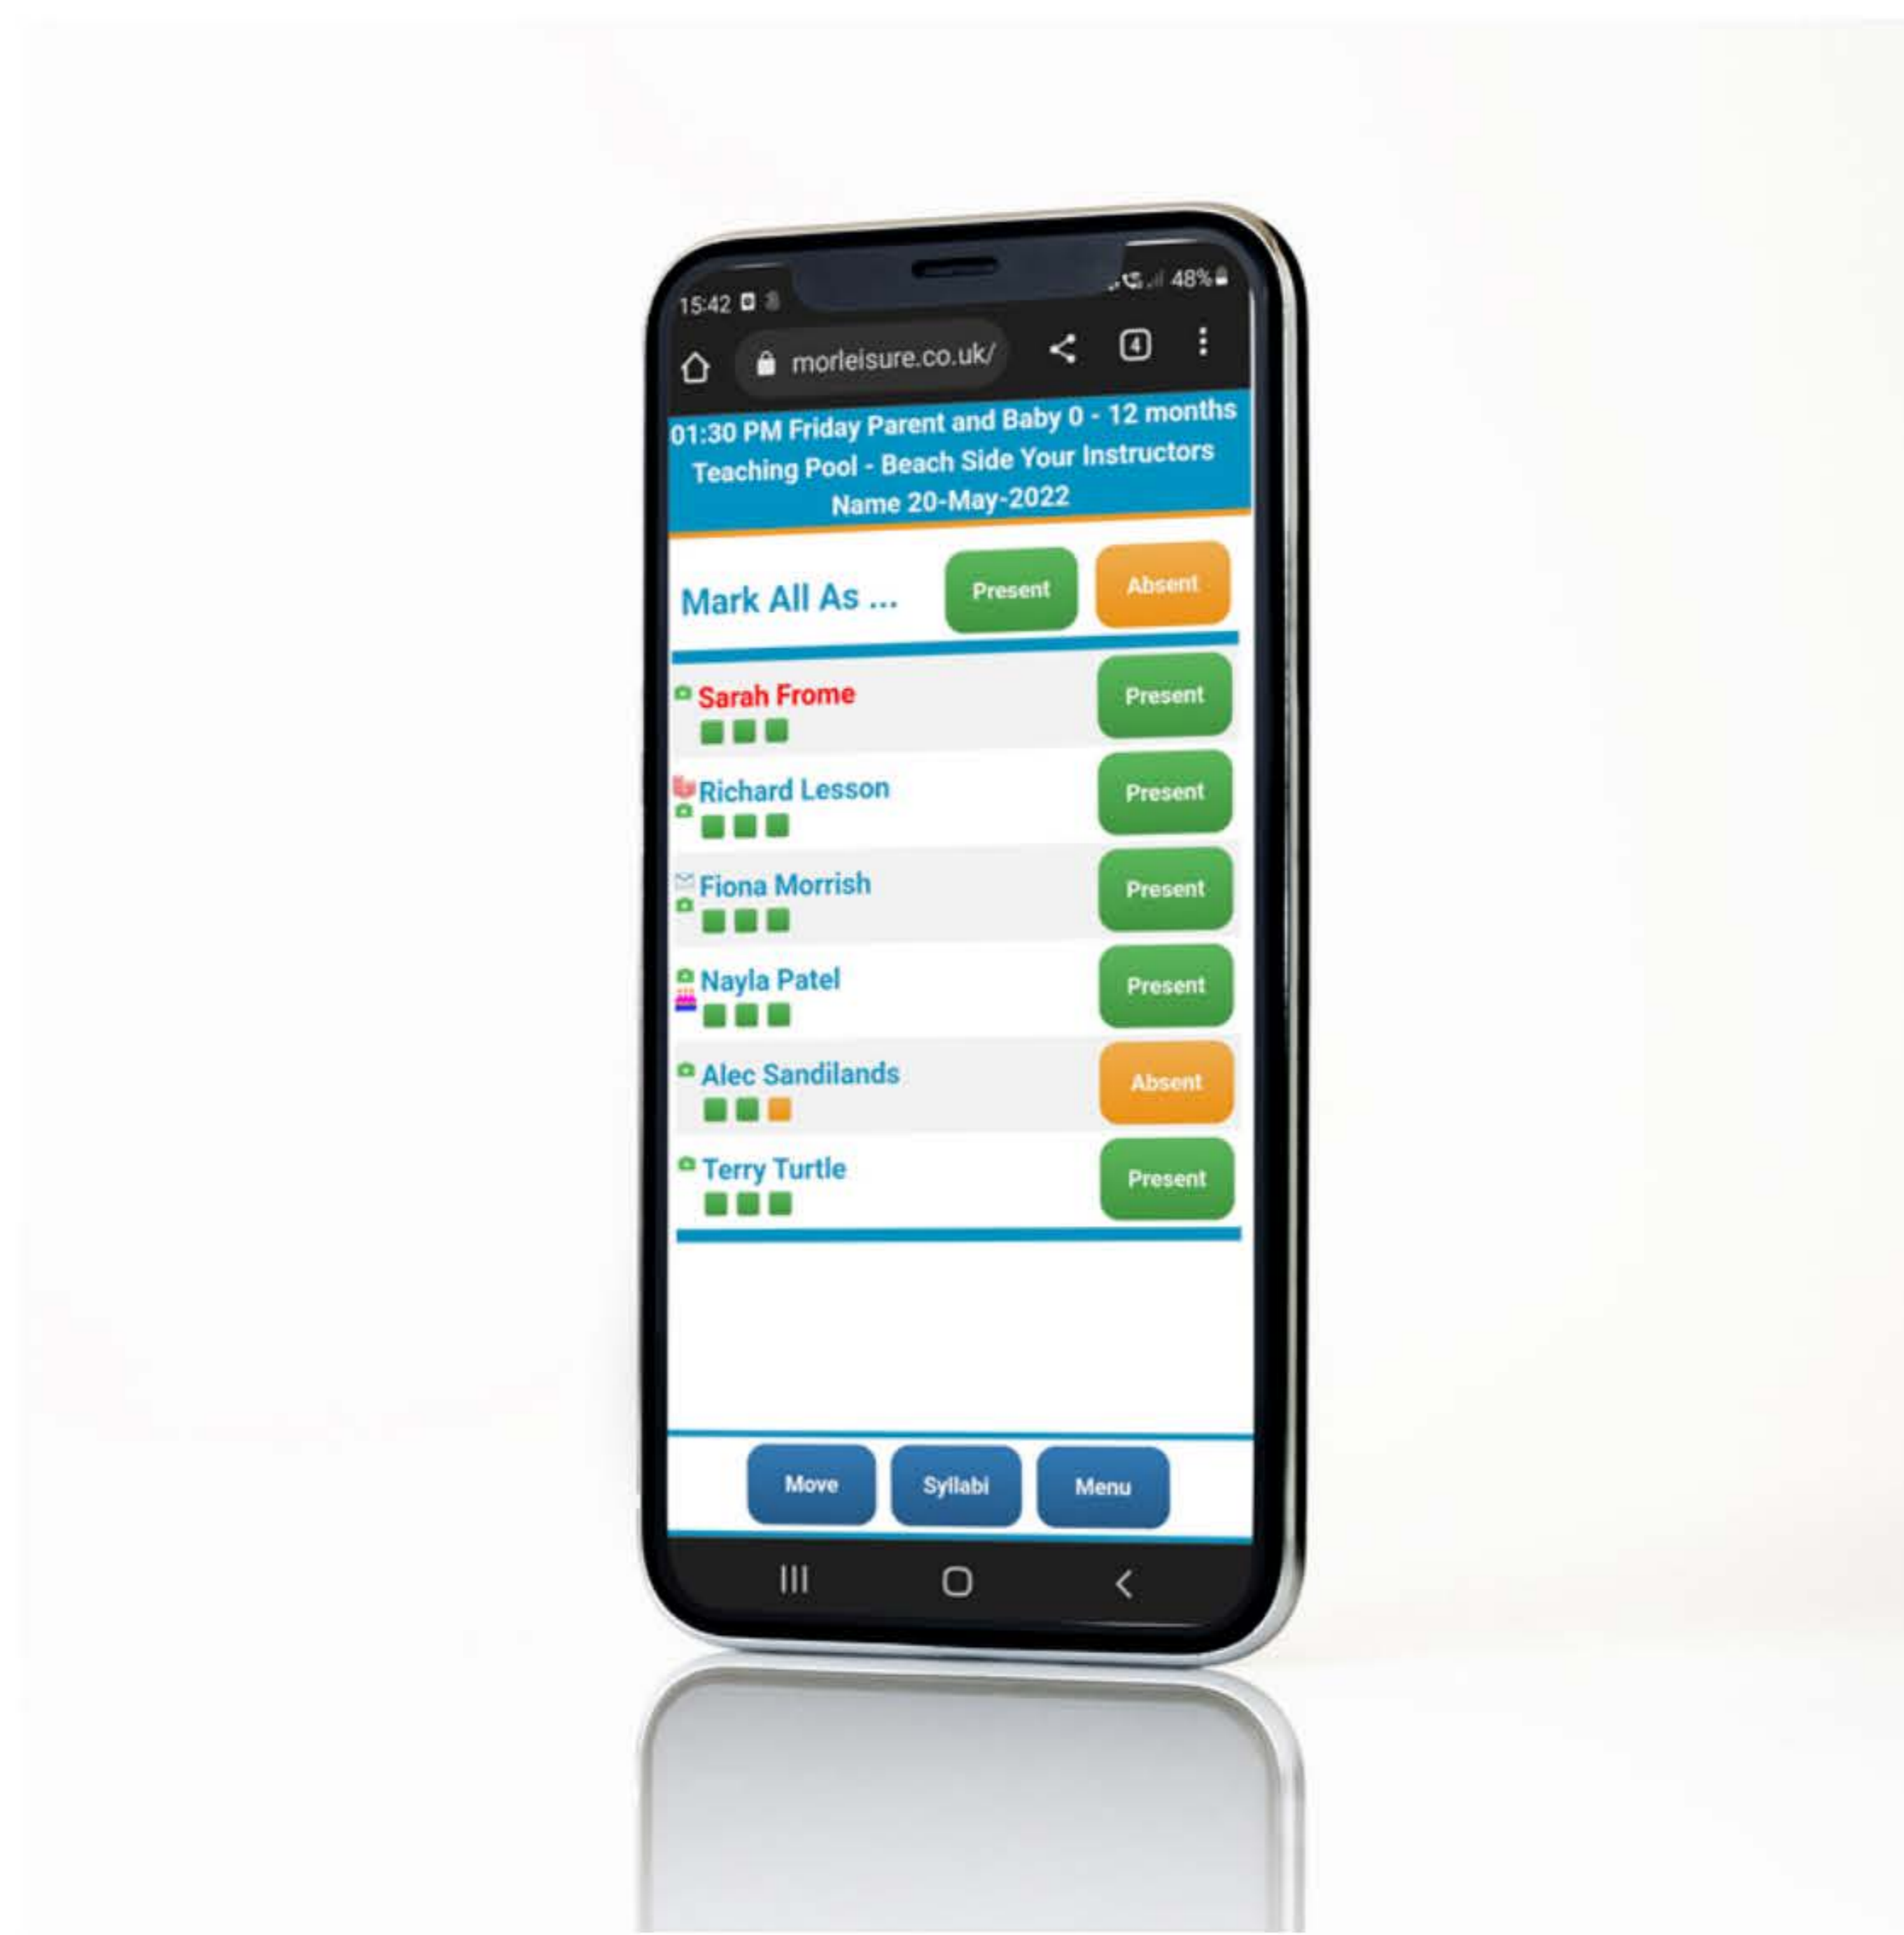 15:42
48%
morleisure.co.uk/
4
01:30 PM Friday Parent and Baby 0 - 12 months
Teaching Pool - Beach Side Your Instructors
Name 20-May-2022
Mark All As ...
Present
Absent
Sarah Frome
Present
Richard Lesson
Present
Fiona Morrish
Present
Nayla Patel
Present
Alec Sandilands
Absent
Terry Turtle
Present
Move
Syllabi
Menu